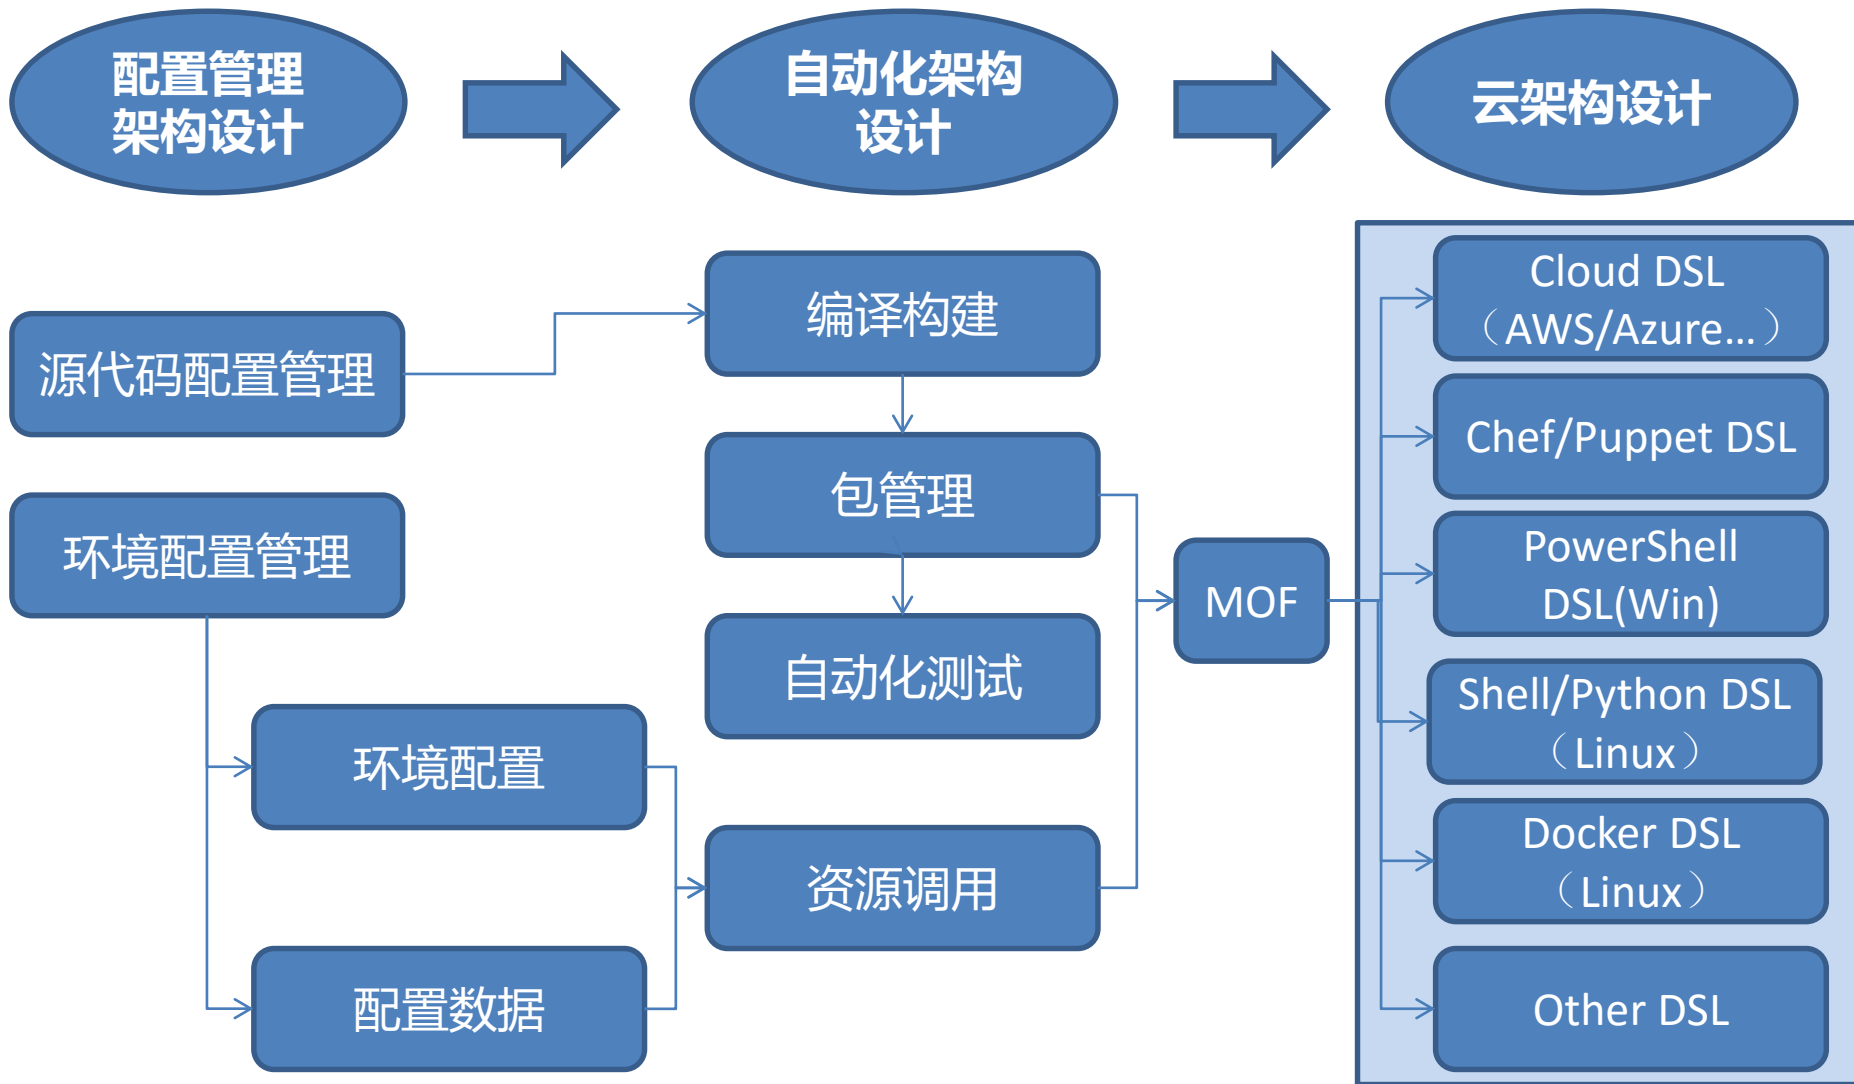 配置管理
架构设计
自动化架构
设计
云架构设计
源代码配置管理
环境配置管理
环境配置
配置数据
编译构建
包管理
自动化测试
资源调用
MOF
Cloud DSL
（AWS/Azure...）
Chef/Puppet DSL
PowerShell
DSL(Win)
Shell/Python DSL
（Linux）
Docker DSL
（Linux）
Other DSL